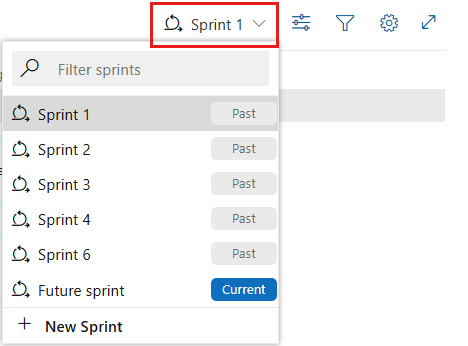 Sprint 1
Filter sprints
Sprint 1 Past
Sprint 2 Past
Sprint 3 Past
Sprint 4 Past
Sprint 6 Past
Future sprint Current
+ New Sprint